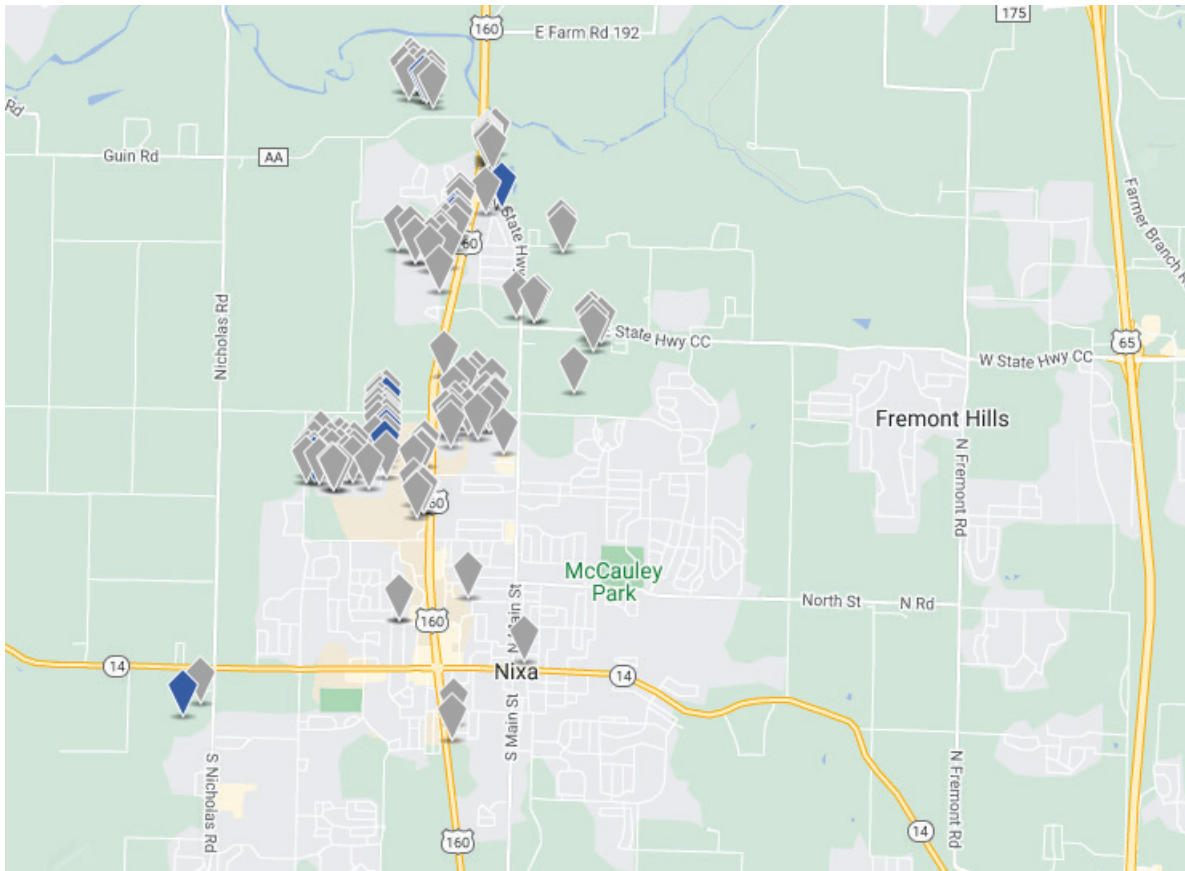 175
160
E Farm Rd 192
Rd
Guin Rd
AA
State Hwy
60
Farmer Branch R
Nicholas Rd
State Hwy CC
65
W State Hwy CC
Fremont Hills
N Fremont Rd
60
McCauley
Park
North St
N Rd
160
N Main St
14
Nixa
14
S Main St
S Nicholas Rd
N Fremont Rd
14
160